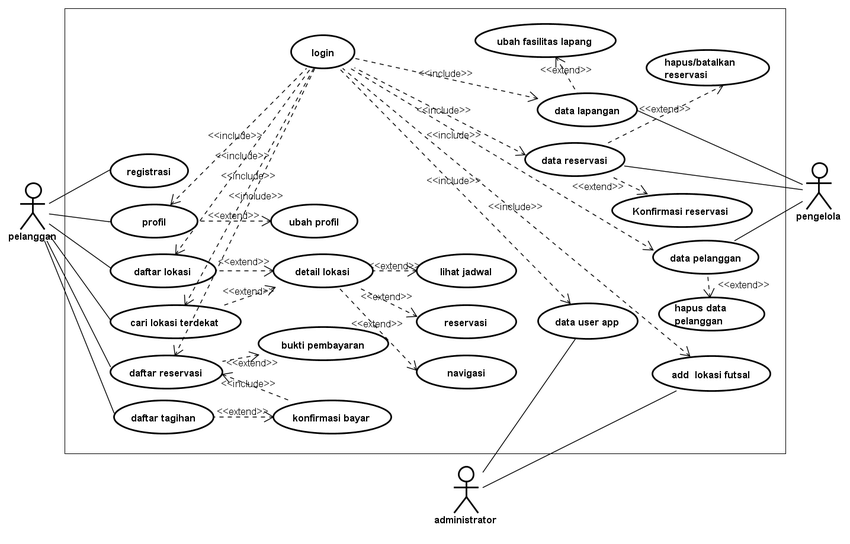 ubah fasilitas lapang
login
hapus/batalkan
reservasi
<<include>>
<<extend>>
data lapangan
<<include>>
<<extend>>
<<include>>
<<include>>
<<include>>
data reservasi
registrasi
<<include>>
<<include>>
<<extend>>
pengelola
pelanggan
profil
<<include>>
<<extend>>
ubah profil
<<include>>
Konfirmasi reservasi
daftar lokasi
<<extend>>
detail lokasi
<<extend>>
lihat jadwal
data pelanggan
<<extend>>
<<extend>>
<<extend>>
hapus data
pelanggan
cari lokasi terdekat
<<extend>>
reservasi
data user app
bukti pembayaran
<<extend>>
daftar reservasi
<<include>>
navigasi
add lokasi futsal
daftar tagihan
<<extend>>
konfirmasi bayar
administrator